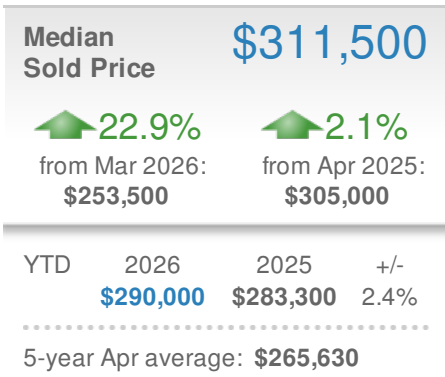 Median
Sold Price
$311,500
22.9% 2.1%
from Mar 2026: from Apr 2025:
$253,500 $305,000
YTD 2026 2025 +/-
$290,000 $283,300 2.4%
5-year Apr average: $265,630